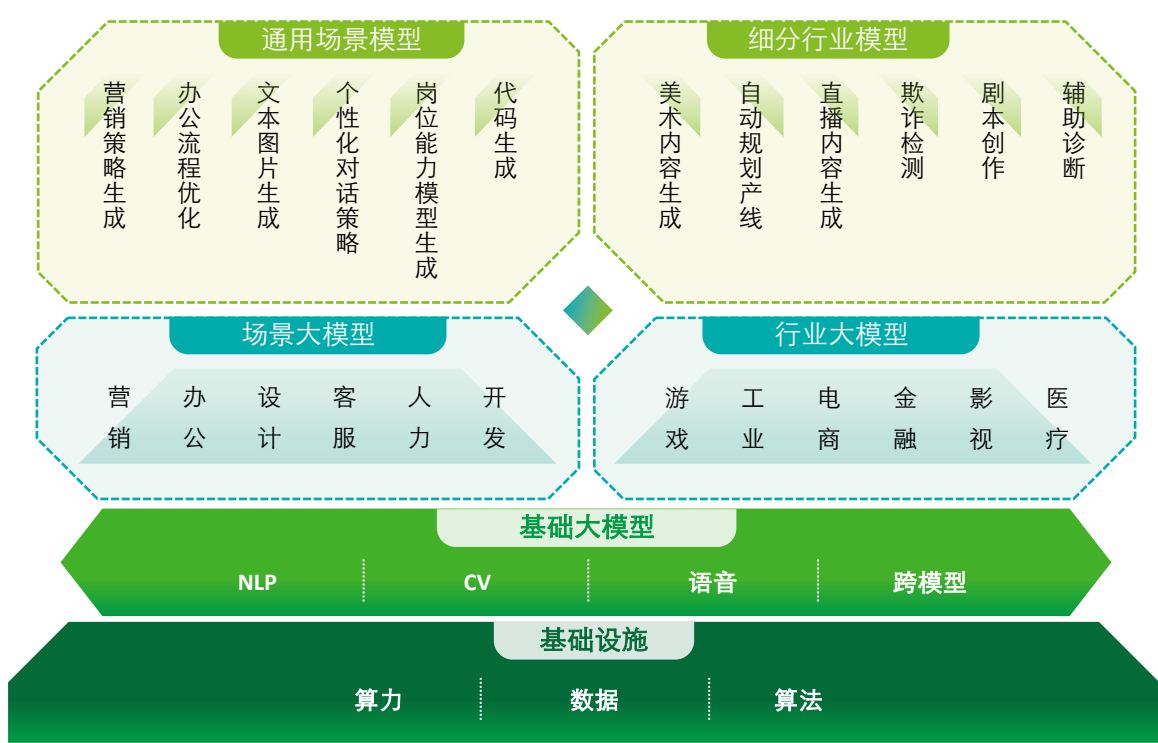 通用场景模型
营销策略生成
办公流程优化
文本图片生成
个性化对话策略
岗位能力模型生成
代码生成
细分行业模型
美术内容生成
自动规划产线
直播内容生成
欺诈检测
剧本创作
辅助诊断
场景大模型
营销
办公
设计
客服
人力
开发
行业大模型
游戏
工业
电商
金融
影视
医疗
基础大模型
NLP
CV
语音
跨模型
基础设施
算力
数据
算法